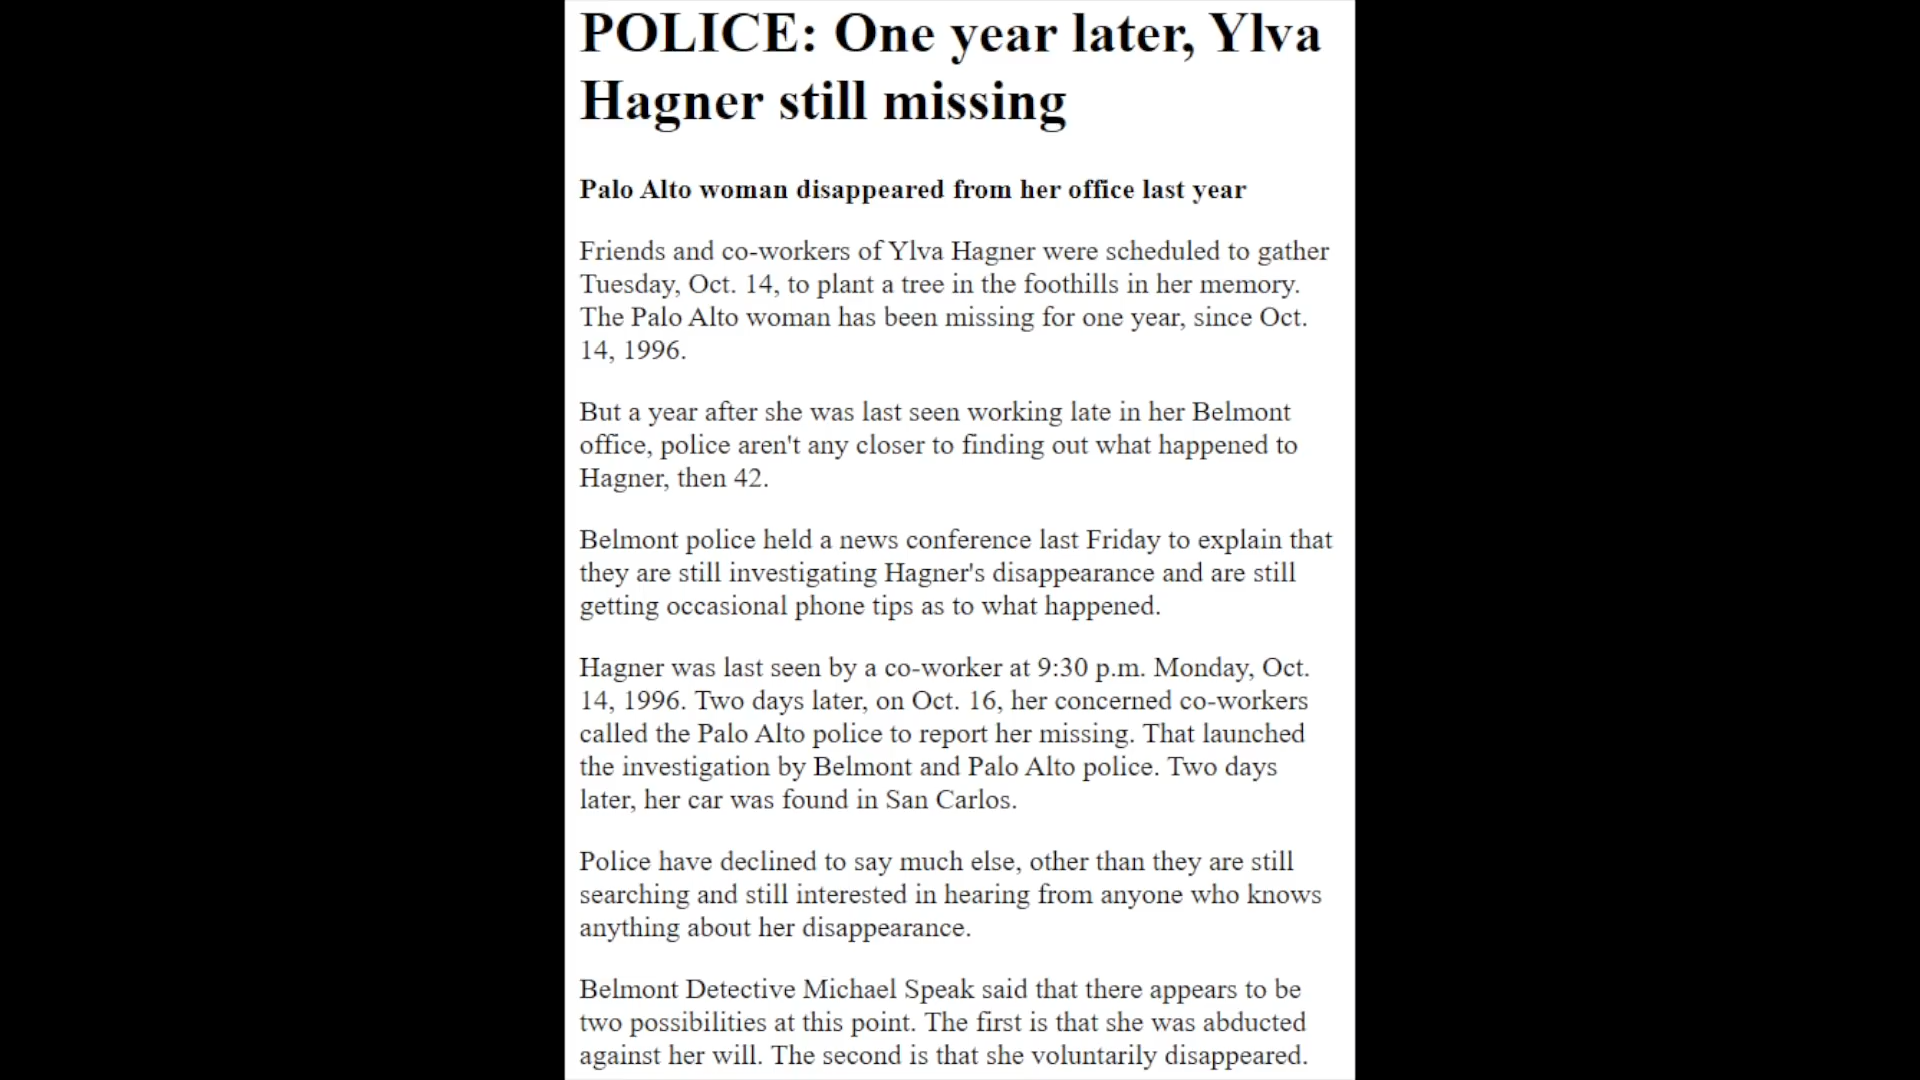 POLICE: One year later, Ylva
Hagner still missing
Palo Alto woman disappeared from her office last year
Friends and co-workers of Ylva Hagner were scheduled to gather
Tuesday, Oct. 14, to plant a tree in the foothills in her memory.
The Palo Alto woman has been missing for one year, since Oct.
14, 1996.
But a year after she was last seen working late in her Belmont
office, police aren't any closer to finding out what happened to
Hagner, then 42.
Belmont police held a news conference last Friday to explain that
they are still investigating Hagner's disappearance and are still
getting occasional phone tips as to what happened.
Hagner was last seen by a co-worker at 9:30 p.m. Monday, Oct.
14, 1996. Two days later, on Oct. 16, her concerned co-workers
called the Palo Alto police to report her missing. That launched
the investigation by Belmont and Palo Alto police. Two days
later, her car was found in San Carlos.
Police have declined to say much else, other than they are still
searching and still interested in hearing from anyone who knows
anything about her disappearance.
Belmont Detective Michael Speak said that there appears to be
two possibilities at this point. The first is that she was abducted
against her will. The second is that she voluntarily disappeared.